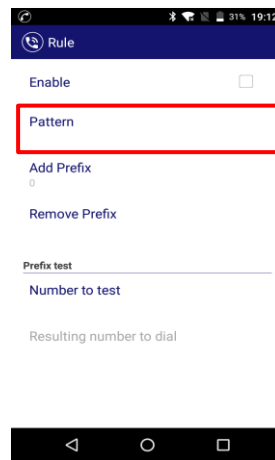 31% 19:12
Rule
Enable
Pattern
Add Prefix
0
Remove Prefix
Prefix test
Number to test
Resulting number to dial